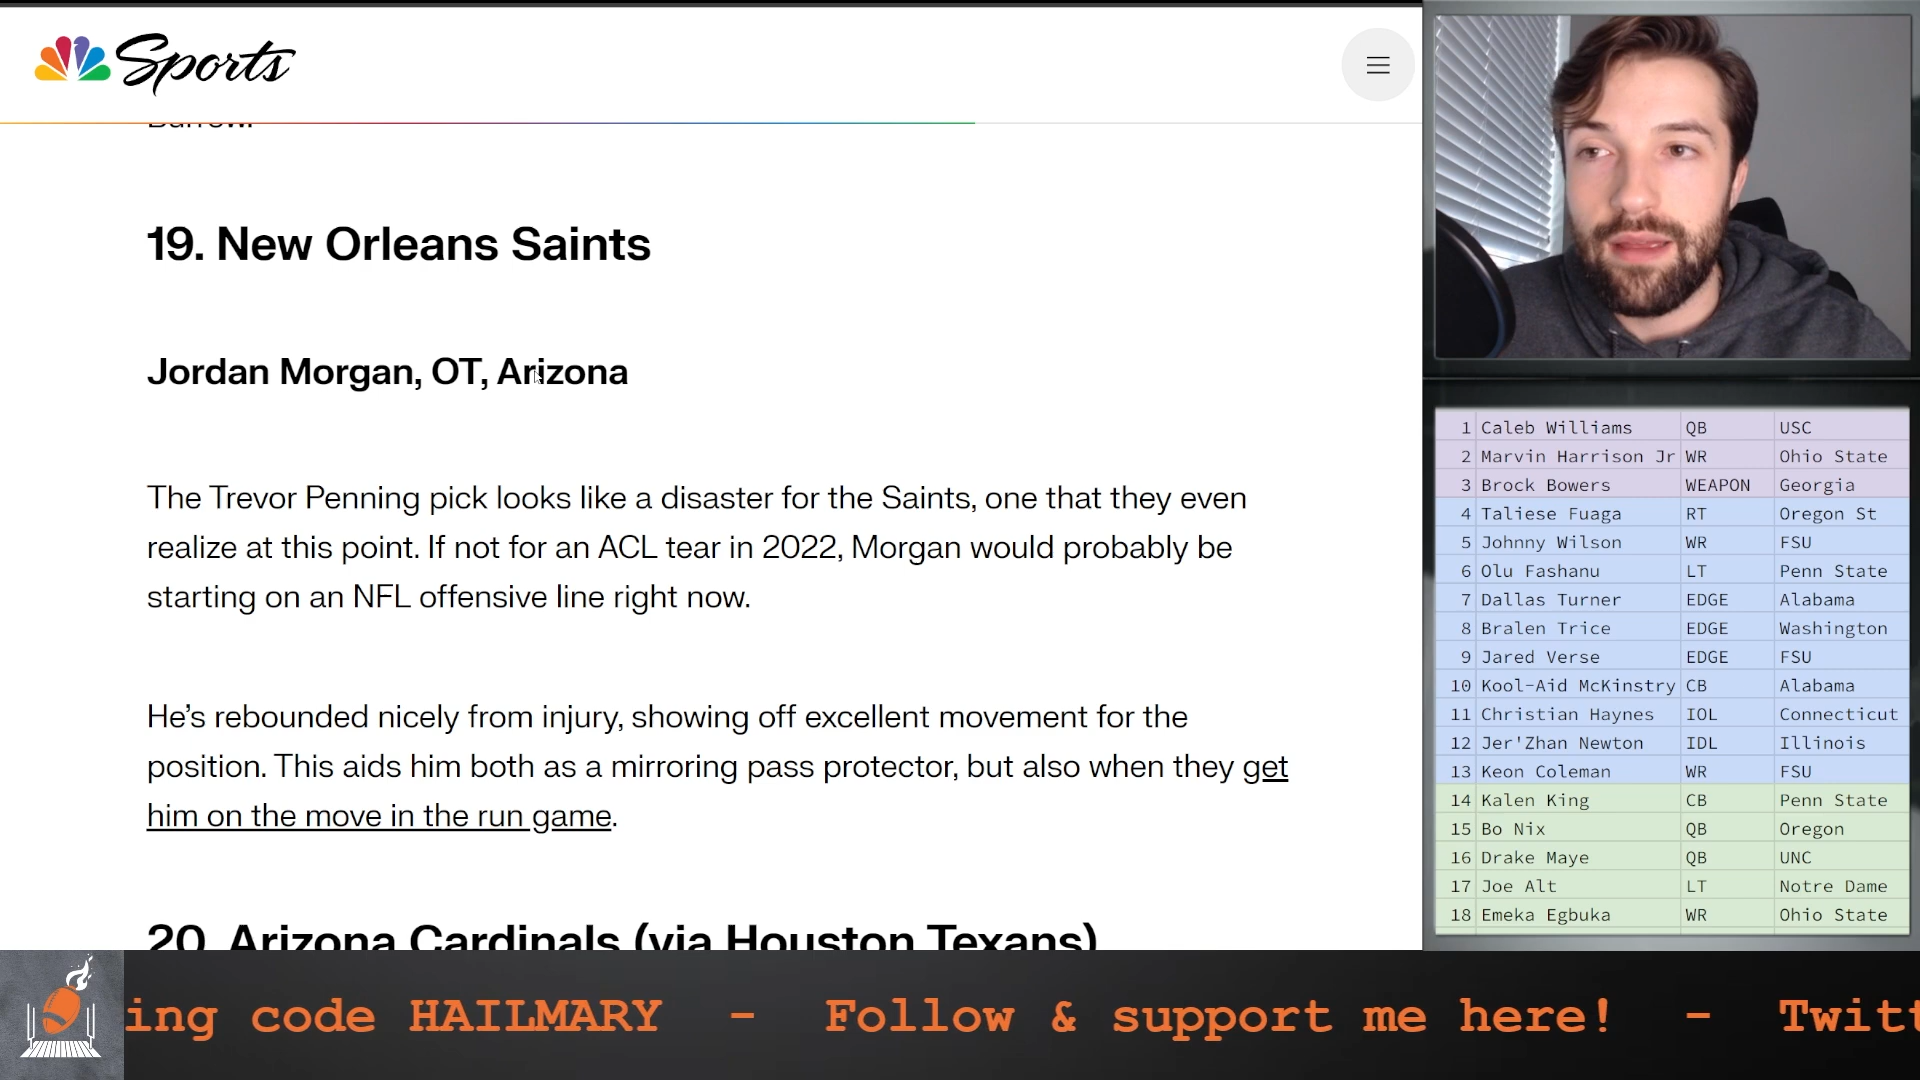 Sports
19. New Orleans Saints
Jordan Morgan, OT, Arizona
The Trevor Penning pick looks like a disaster for the Saints, one that they even
realize at this point. If not for an ACL tear in 2022, Morgan would probably be
starting on an NFL offensive line right now.
He's rebounded nicely from injury, showing off excellent movement for the
position. This aids him both as a mirroring pass protector, but also when they get
him on the move in the run game.
20. Arizona Cardinals (via Houston Texans)
1 Caleb Williams QB USC
2 Marvin Harrison Jr WR Ohio State
3 Brock Bowers WEAPON Georgia
4 Taliese Fuaga RT Oregon St
5 Johnny Wilson WR FSU
6 Olu Fashanu LT Penn State
7 Dallas Turner EDGE Alabama
8 Bralen Trice EDGE Washington
9 Jared Verse EDGE FSU
10 Kool-Aid McKinstry CB Alabama
11 Christian Haynes IOL Connecticut
12 Jer'Zhan Newton IDL Illinois
13 Keon Coleman WR FSU
14 Kalen King CB Penn State
15 Bo Nix QB Oregon
16 Drake Maye QB UNC
17 Joe Alt LT Notre Dame
18 Emeka Egbuka WR Ohio State
ing code HAILMARY - Follow & support me here! - Twitt